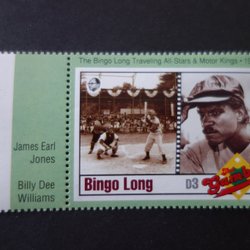 The Bingo Long Traveling All-Stars & Motor Kings • 1
James Earl
Jones
Billy Dee
Williams
Bingo Long
D3